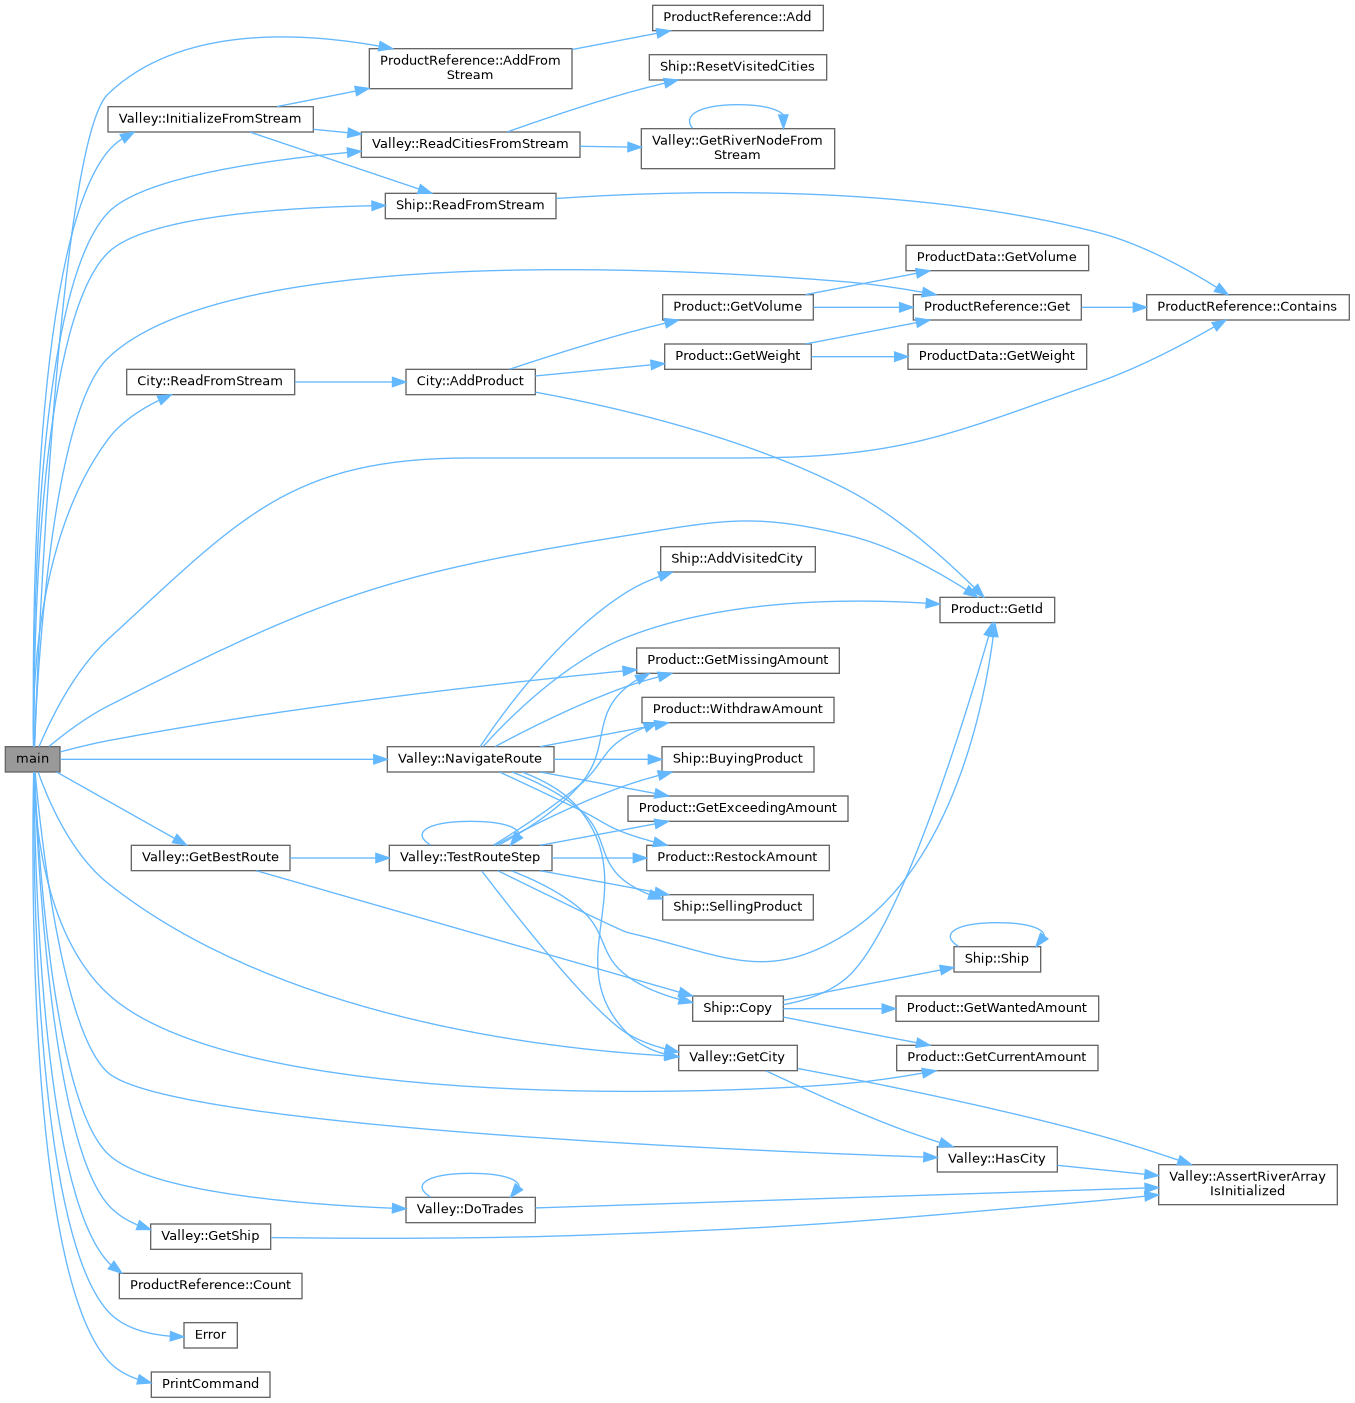 ProductReference::Add
ProductReference::AddFrom
Stream
Ship::ResetVisitedCities
Valley::InitializeFromStream
Valley::ReadCitiesFromStream
Valley::GetRiverNodeFrom
Stream
Ship::ReadFromStream
ProductData::GetVolume
Product::GetVolume
ProductReference::Get
ProductReference::Contains
Product::GetWeight
ProductData::GetWeight
City::ReadFromStream
City::AddProduct
Ship::AddVisitedCity
Product::GetId
Product::GetMissingAmount
Product::WithdrawAmount
main
Valley::NavigateRoute
Ship::BuyingProduct
Product::GetExceedingAmount
Valley::GetBestRoute
Valley::TestRouteStep
Product::RestockAmount
Ship::SellingProduct
Ship::Ship
Ship::Copy
Product::GetWantedAmount
Valley::GetCity
Product::GetCurrentAmount
Valley::HasCity
Valley::AssertRiverArray
IsInitialized
Valley::DoTrades
Valley::GetShip
ProductReference::Count
Error
PrintCommand